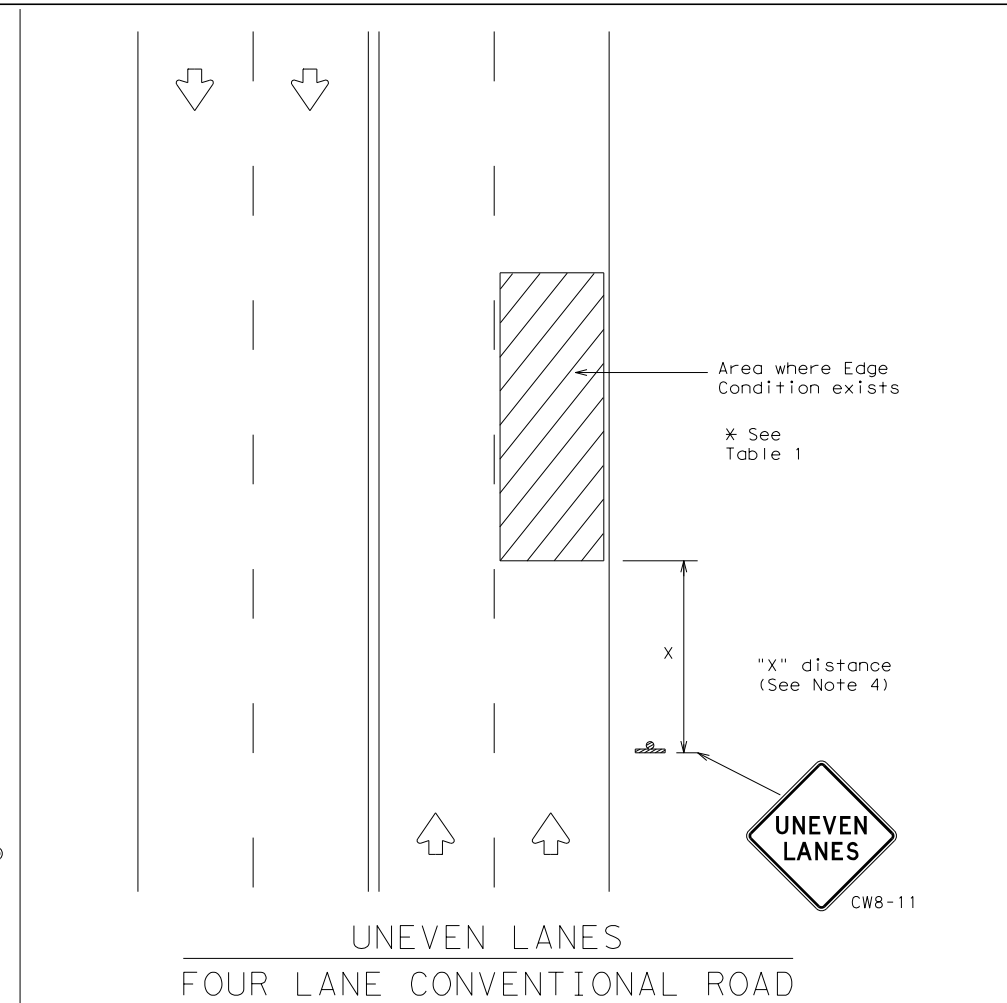 Area where Edge
Condition exists
* See
Table 1
X
"X" distance
(See Note 4)
UNEVEN
LANES
CW8-11
UNEVEN LANES
FOUR LANE CONVENTIONAL ROAD